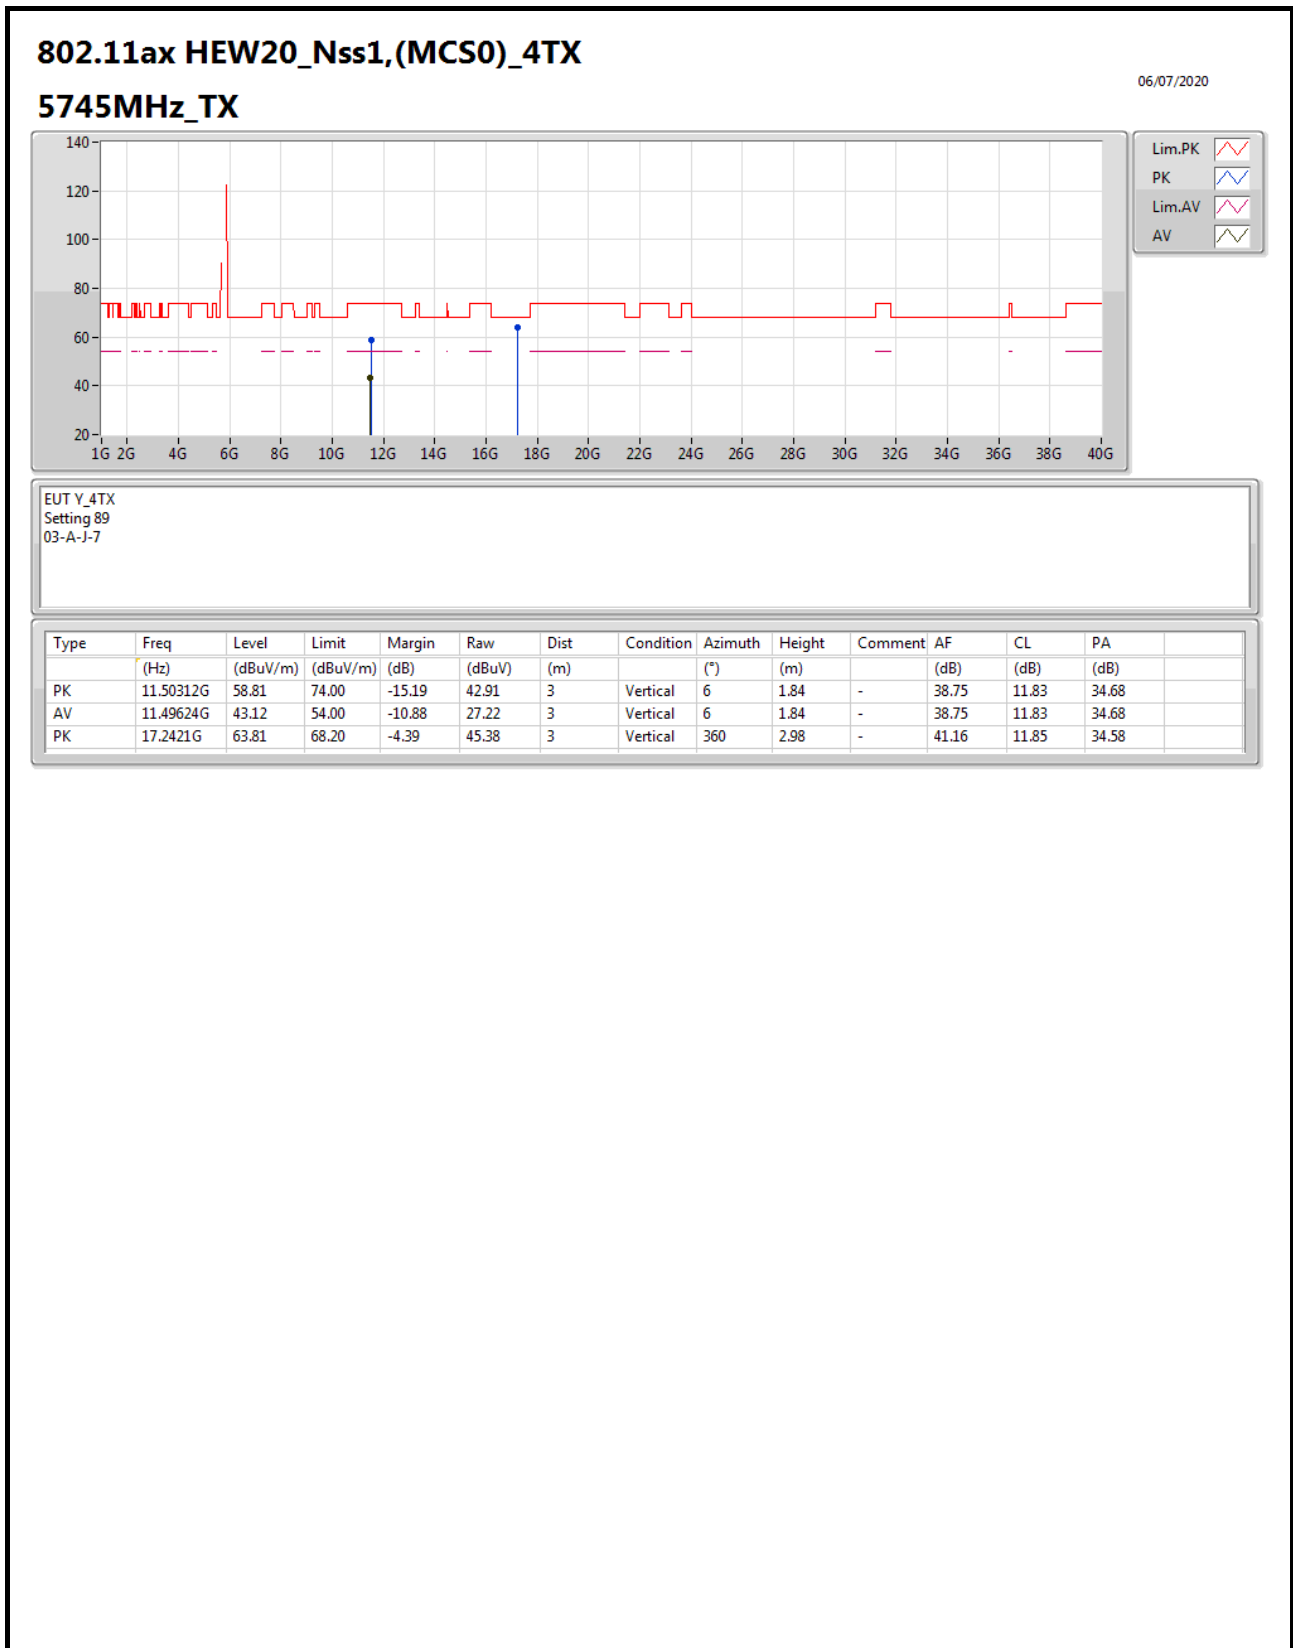 802.11ax HEW20_Nss1,(MCS0)_4TX
06/07/2020
5745MHz_TX
140
120
100
80
60
40
20
1G 2G 4G 6G 8G 10G 12G 14G 16G 18G 20G 22G 24G 26G 28G 30G 32G 34G 36G 38G 40G
Lim.PK
PK
Lim.AV
AV
EUT Y_4TX
Setting 89
03-A-J-7
Type Freq Level Limit Margin Raw Dist Condition Azimuth Height Comment AF CL PA
(Hz) (dBuV/m) (dBuV/m) (dB) (dBuV) (m) (°) (m) (dB) (dB) (dB)
PK 11.50312G 58.81 74.00 -15.19 42.91 3 Vertical 6 1.84 - 38.75 11.83 34.68
AV 11.49624G 43.12 54.00 -10.88 27.22 3 Vertical 6 1.84 - 38.75 11.83 34.68
PK 17.2421G 63.81 68.20 -4.39 45.38 3 Vertical 360 2.98 - 41.16 11.85 34.58